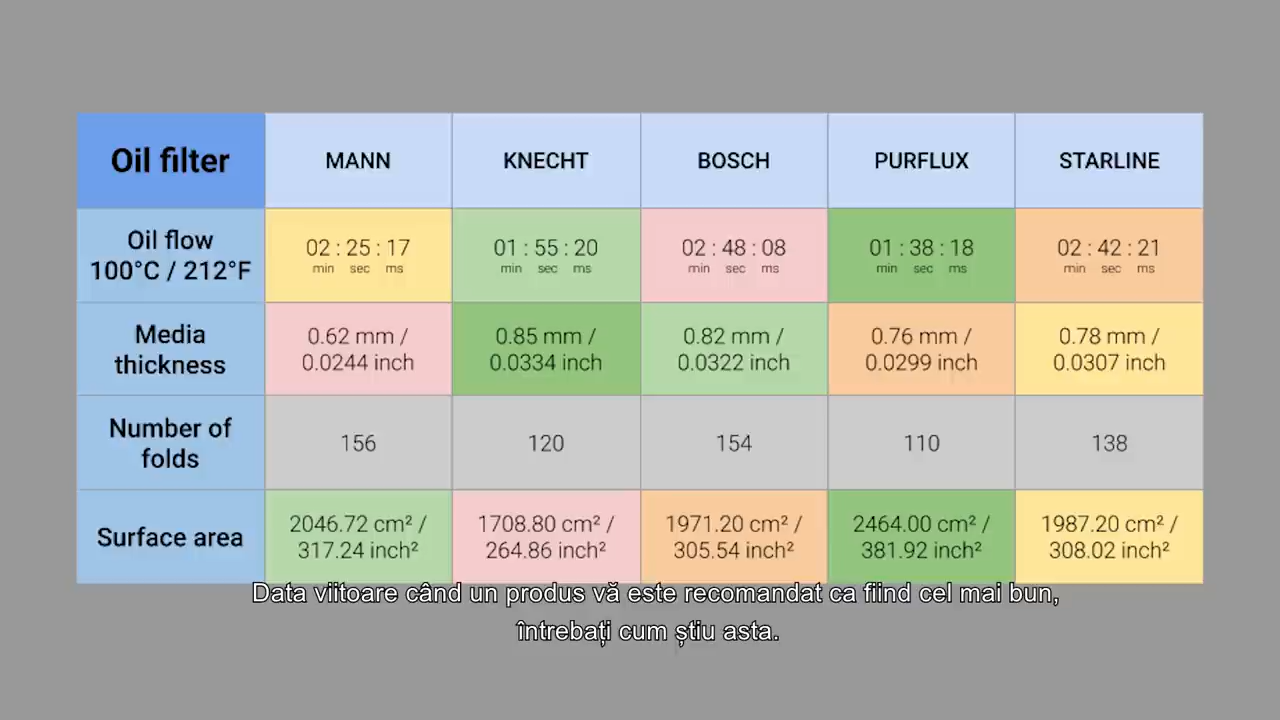 Oil filter MANN KNECHT BOSCH PURFLUX STARLINE
Oil flow
100°C / 212°F
02 : 25 : 17
min sec ms
01 : 55 : 20
min sec ms
02 : 48 : 08
min sec ms
01 : 38 : 18
min sec ms
02 : 42 : 21
min sec ms
Media
thickness
0.62 mm /
0.0244 inch
0.85 mm /
0.0334 inch
0.82 mm /
0.0322 inch
0.76 mm /
0.0299 inch
0.78 mm /
0.0307 inch
Number of
folds
156
120
154
110
138
Surface area
2046.72 cm² /
317.24 inch²
1708.80 cm² /
264.86 inch²
1971.20 cm² /
305.54 inch²
2464.00 cm² /
381.92 inch²
1987.20 cm² /
308.02 inch²
Data viitoare când un produs vă este recomandat ca fiind cel mai bun,
întrebați cum știu asta.